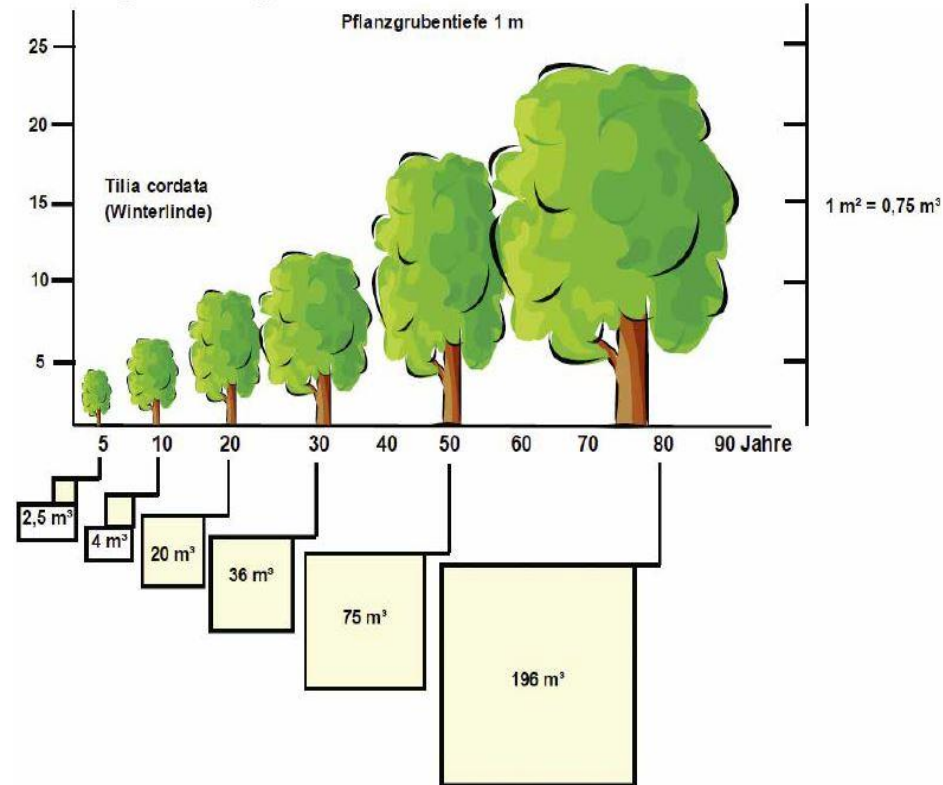 Pflanzgrubentiefe 1 m
25
20
15
10
5
Tilia cordata
(Winterlinde)
1 m² = 0,75 m³
5 10 20 30 40 50 60 70 80 90 Jahre
2,5 m³
4 m³
20 m³
36 m³
75 m³
196 m³